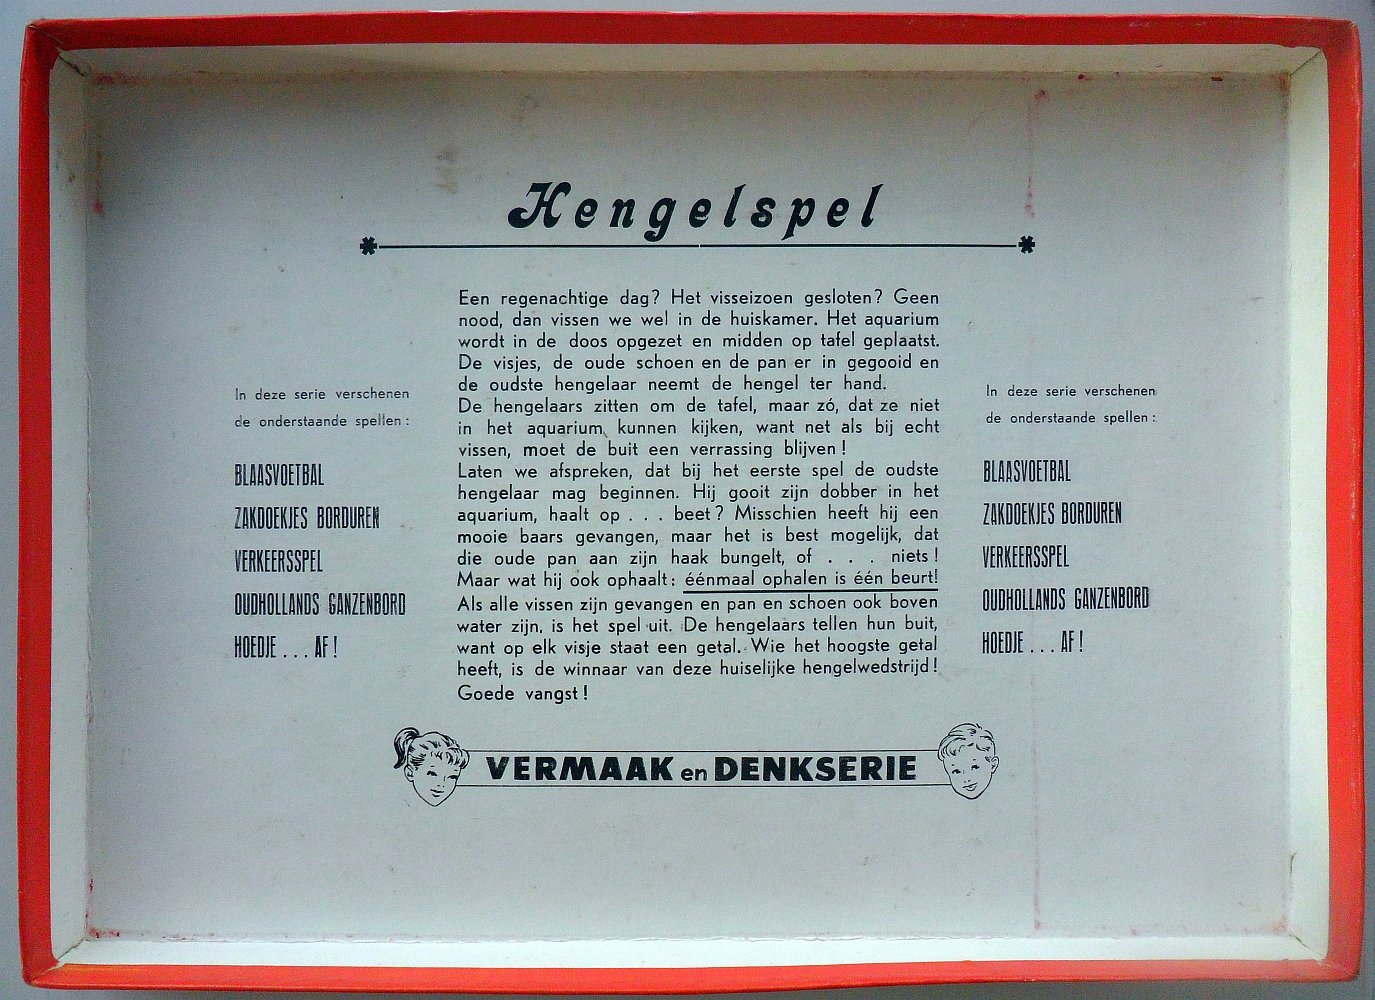 Hengelspel
In deze serie verschenen
de onderstaande spellen :
BLAASVOETBAL
ZAKDOEKJES BORDUREN
VERKEERSSPEL
OUDHOLLANDS GANZENBORD
HOEDJE . . . AF !
Een regenachtige dag? Het visseizoen gesloten? Geen
nood, dan vissen we wel in de huiskamer. Het aquarium
wordt in de doos opgezet en midden op tafel geplaatst.
De visjes, de oude schoen en de pan er in gegooid en
de oudste hengelaar neemt de hengel ter hand.
De hengelaars zitten om de tafel, maar zó, dat ze niet
in het aquarium kunnen kijken, want net als bij echt
vissen, moet de buit een verrassing blijven !
Laten we afspreken, dat bij het eerste spel de oudste
hengelaar mag beginnen. Hij gooit zijn dobber in het
aquarium, haalt op . . . beet ? Misschien heeft hij een
mooie baars gevangen, maar het is best mogelijk, dat
die oude pan aan zijn haak bungelt, of . . . niets !
Maar wat hij ook ophaalt : éénmaal ophalen is één beurt!
Als alle vissen zijn gevangen en pan en schoen ook boven
water zijn, is het spel uit. De hengelaars tellen hun buit,
want op elk visje staat een getal. Wie het hoogste getal
heeft, is de winnaar van deze huiselijke hengelwedstrijd!
Goede vangst !
In deze serie verschenen
de onderstaande spellen :
BLAASVOETBAL
ZAKDOEKJES BORDUREN
VERKEERSSPEL
OUDHOLLANDS GANZENBORD
HOEDJE . . . AF !
VERMAAK en DENKSERIE